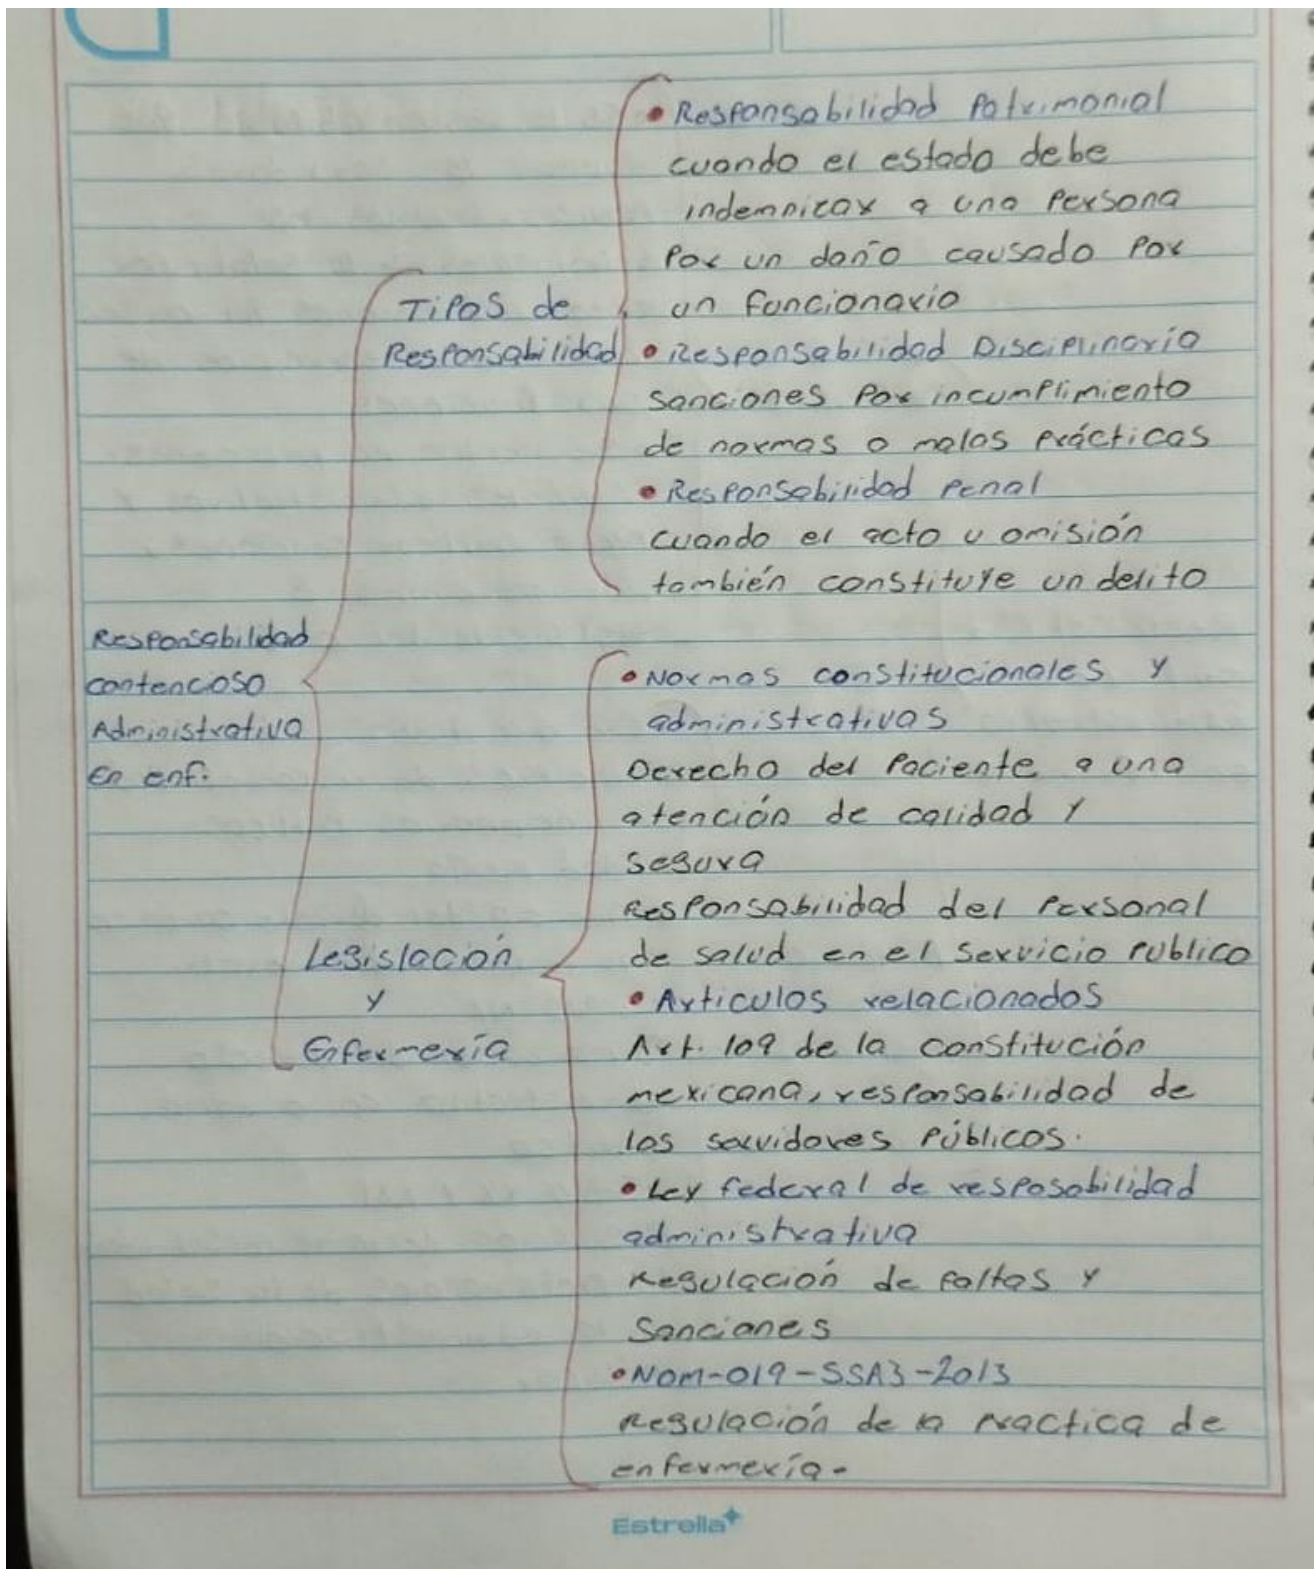 Responsabilidad
contencoso
Administrativa
en enf.
Tipos de
Responsabilidad
• Responsabilidad Patrimonial
cuando el estado debe
indemnizar a una Persona
Por un daño causado Por
un funcionario
• Responsabilidad Disciplinaria
sanciones Por incumplimiento
de normas o malas prácticas
• Responsabilidad Penal
cuando el acto u omisión
también constituye un delito
Legislación
y
Enfermería
• Normas constitucionales y
administrativas
Derecho del Paciente a una
atención de calidad y
segura
Responsabilidad del Personal
de salud en el servicio publico
• Articulos relacionados
Art. 109 de la constitución
mexicana, responsabilidad de
los servidores Públicos.
• Ley federal de resposabilidad
administrativa
Regulación de faltas y
Sanciones
• Nom-019-SSA3-2013
Regulación de la practica de
enfermería.
Estrella